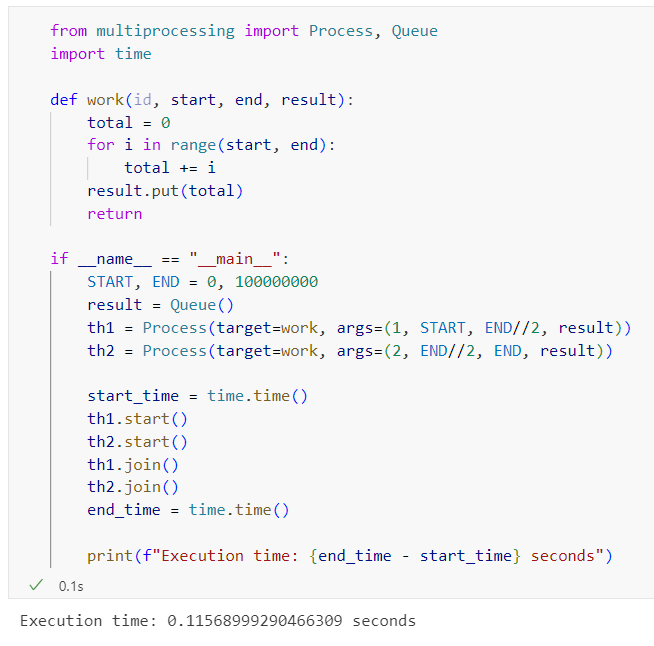 from multiprocessing import Process, Queue
import time
def work(id, start, end, result):
total = 0
for i in range(start, end):
total += i
result.put(total)
return
if __name__ == "__main__":
START, END = 0, 100000000
result = Queue()
th1 = Process(target=work, args=(1, START, END//2, result))
th2 = Process(target=work, args=(2, END//2, END, result))
start_time = time.time()
th1.start()
th2.start()
th1.join()
th2.join()
end_time = time.time()
print(f"Execution time: {end_time - start_time} seconds")
✓ 0.1s
Execution time: 0.11568999290466309 seconds